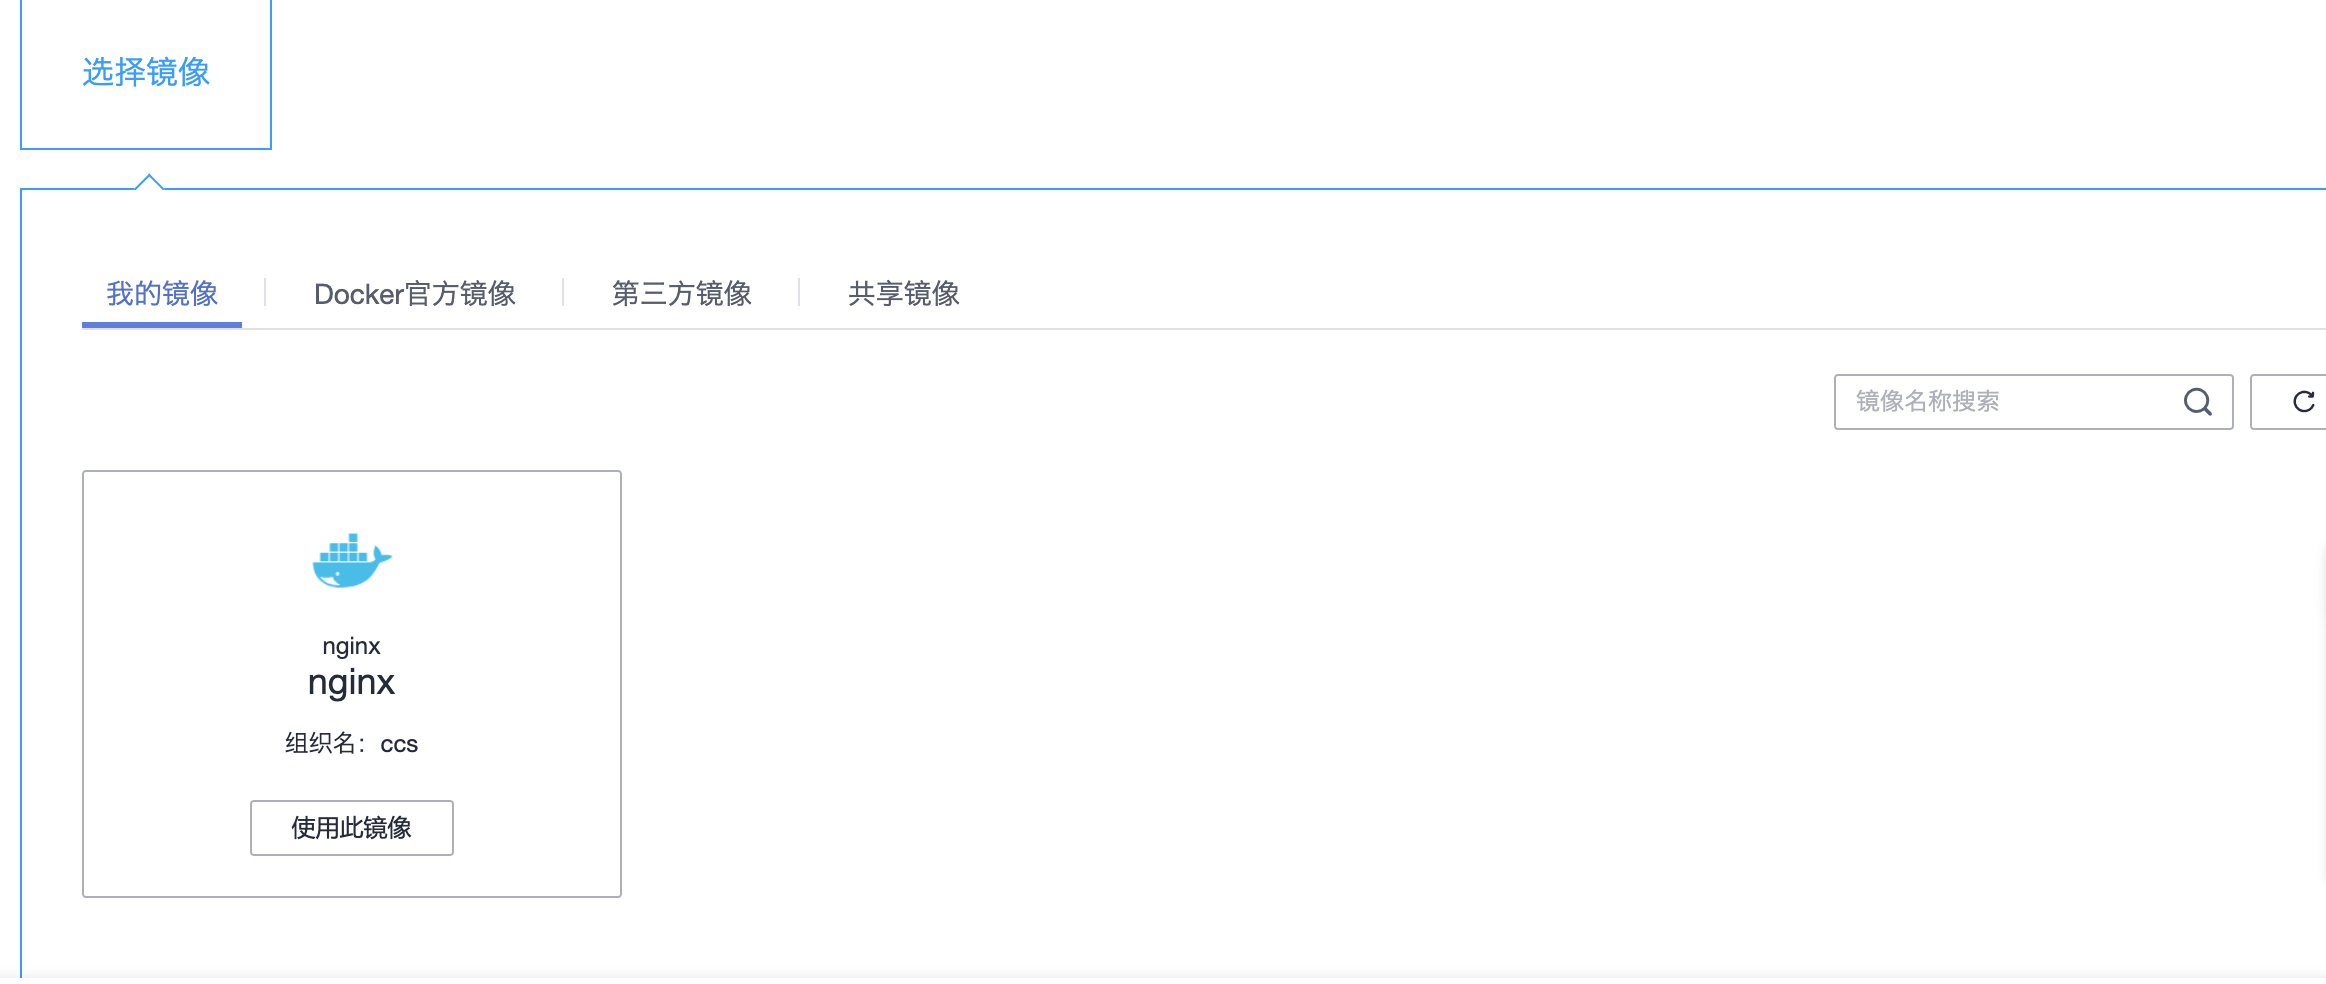 选择镜像
我的镜像
Docker官方镜像
第三方镜像
共享镜像
镜像名称搜索
nginx
nginx
组织名：ccs
使用此镜像